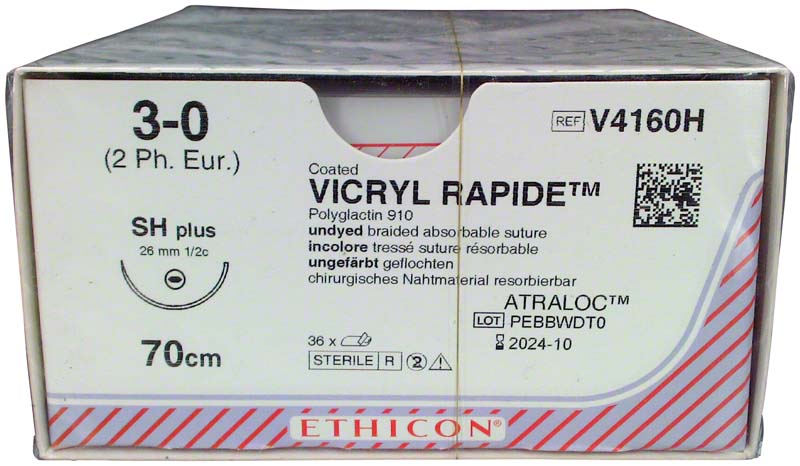 3-0
(2 Ph. Eur.)
SH plus
26 mm 1/2c
70cm
Coated
VICRYL RAPIDE™
Polyglactin 910
undyed braided absorbable suture
incolore tressé suture résorbable
ungefärbt geflochten
chirurgisches Nahtmaterial resorbierbar
36 x
STERILE R 2
REF V4160H
ATRALOC™
LOT PEBBWDT0
2024-10
ETHICON®